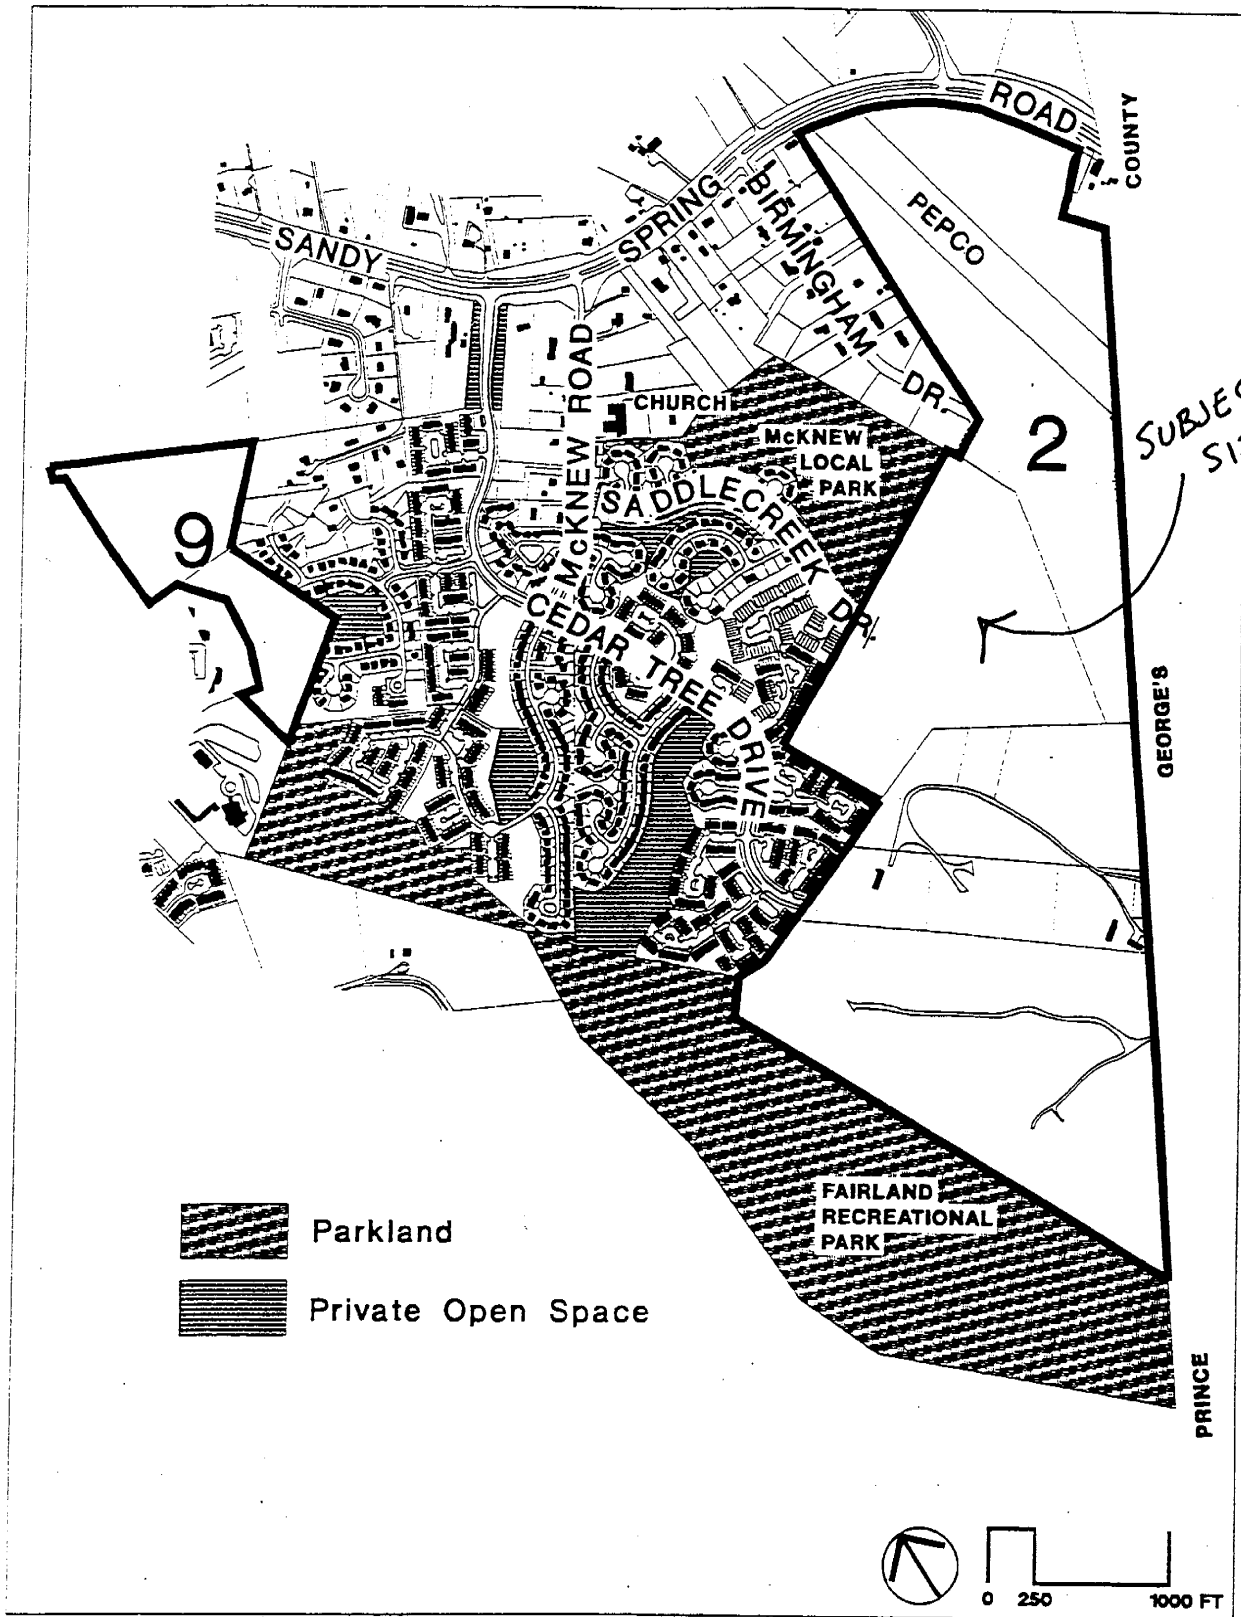 ROAD
COUNTY
SANDY
SPRING
BIRMINGHAM
DR.
PEPCO
McKNEW ROAD
CHURCH
McKNEW
LOCAL
PARK
2
9
SADDLECREEK DR.
CEDAR TREE DRIVE
GEORGE'S
FAIRLAND
RECREATIONAL
PARK
Parkland
Private Open Space
PRINCE
0 250 1000 FT